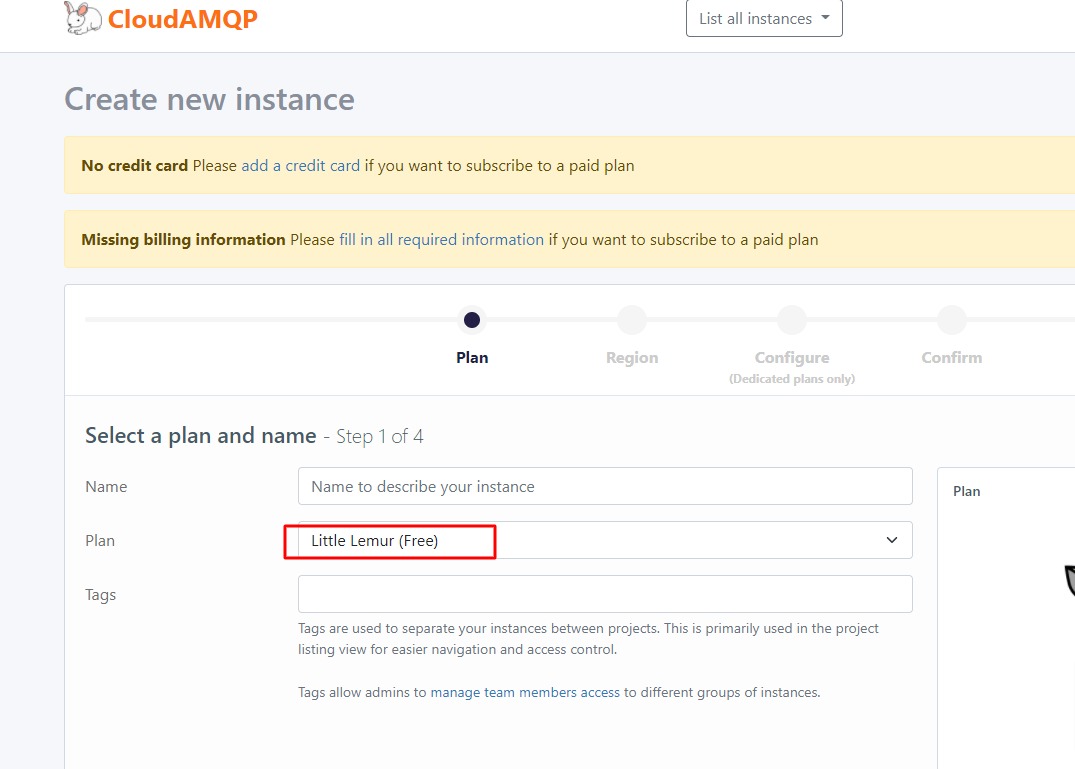 CloudAMQP
List all instances
Create new instance
No credit card Please add a credit card if you want to subscribe to a paid plan
Missing billing information Please fill in all required information if you want to subscribe to a paid plan
Plan
Region
Configure
(Dedicated plans only)
Confirm
Select a plan and name - Step 1 of 4
Name
Name to describe your instance
Plan
Plan
Little Lemur (Free)
Tags
Tags are used to separate your instances between projects. This is primarily used in the project
listing view for easier navigation and access control.
Tags allow admins to manage team members access to different groups of instances.